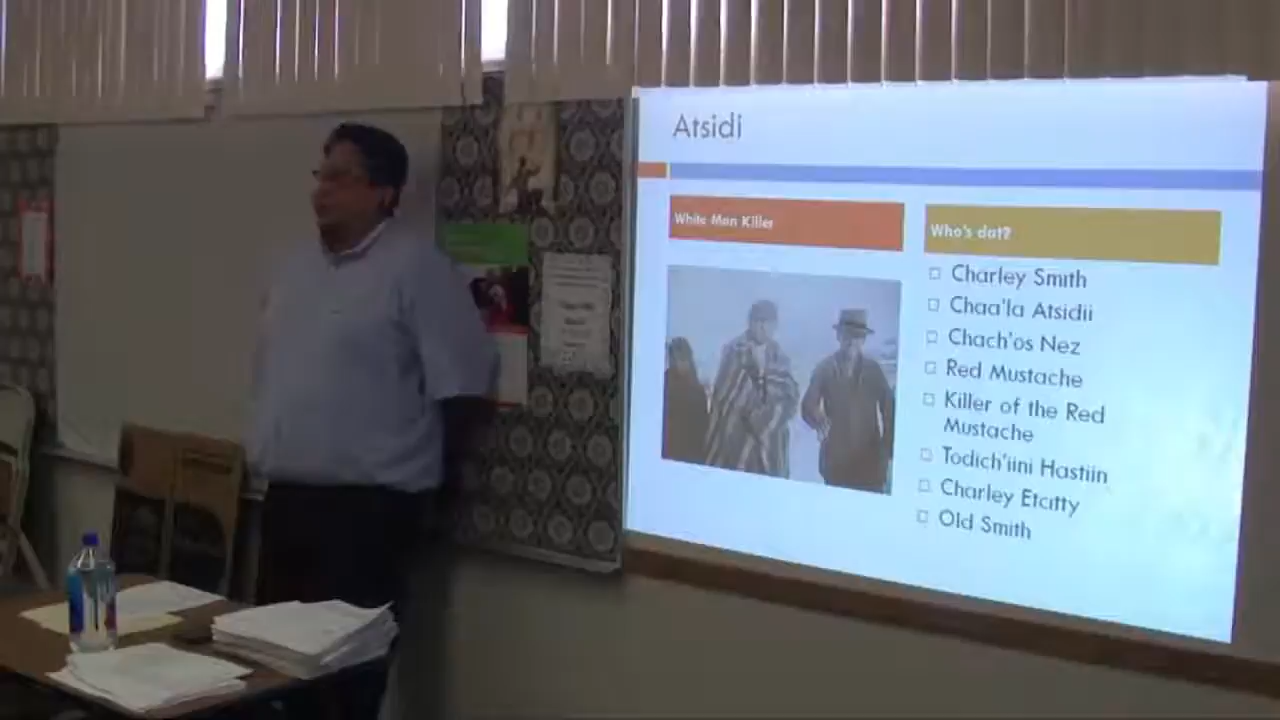 Atsidi
White Man Killer
Who's dat?
Charley Smith
Chaa'la Atsidii
Chach'os Nez
Red Mustache
Killer of the Red
Mustache
Todich'iini Hastiin
Charley Etcitty
Old Smith